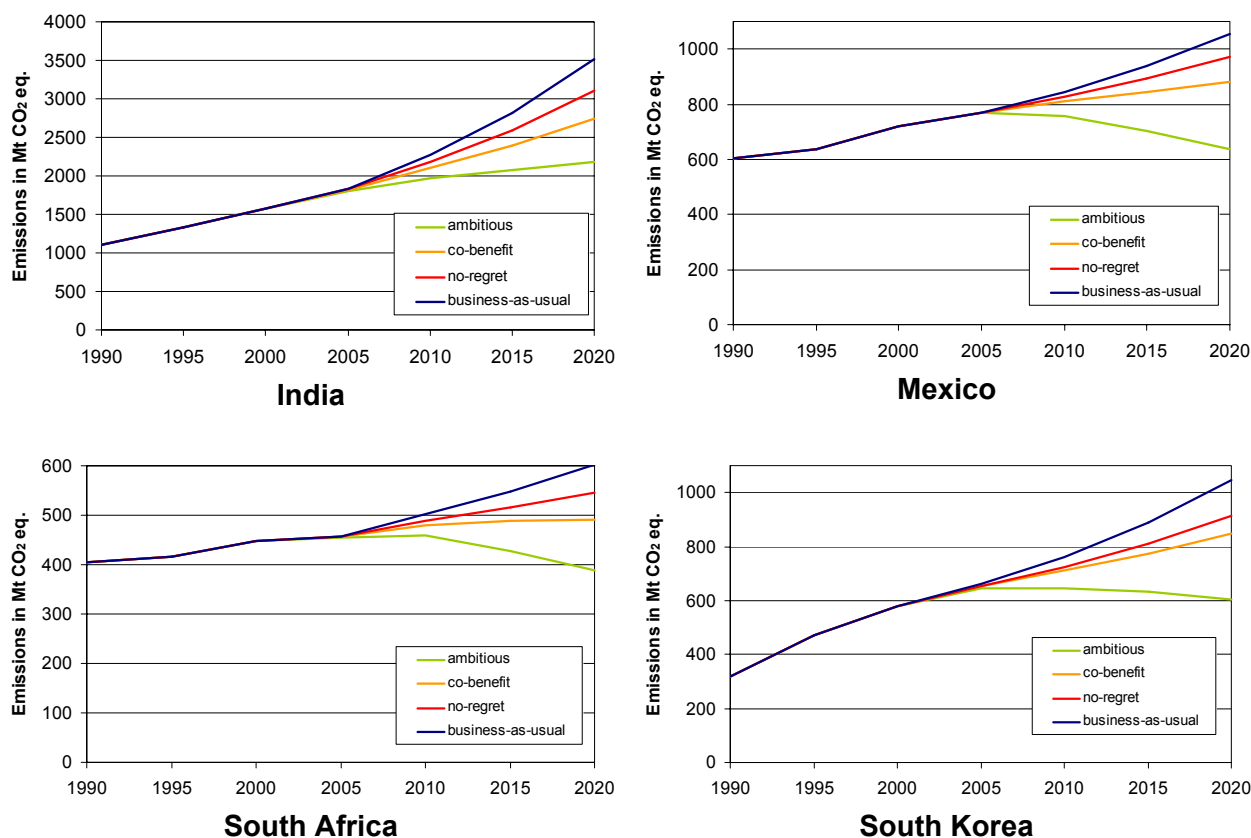 4000
3500
3000
2500
2000
1500
1000
500
0
Emissions in Mt CO₂ eq.
ambitious
co-benefit
no-regret
business-as-usual
1990 1995 2000 2005 2010 2015 2020
India
1000
800
600
400
200
0
Emissions in Mt CO₂ eq.
ambitious
co-benefit
no-regret
business-as-usual
1990 1995 2000 2005 2010 2015 2020
Mexico
600
500
400
300
200
100
0
Emissions in Mt CO₂ eq.
ambitious
co-benefit
no-regret
business-as-usual
1990 1995 2000 2005 2010 2015 2020
South Africa
1000
800
600
400
200
0
Emissions in Mt CO₂ eq.
ambitious
co-benefit
no-regret
business-as-usual
1990 1995 2000 2005 2010 2015 2020
South Korea